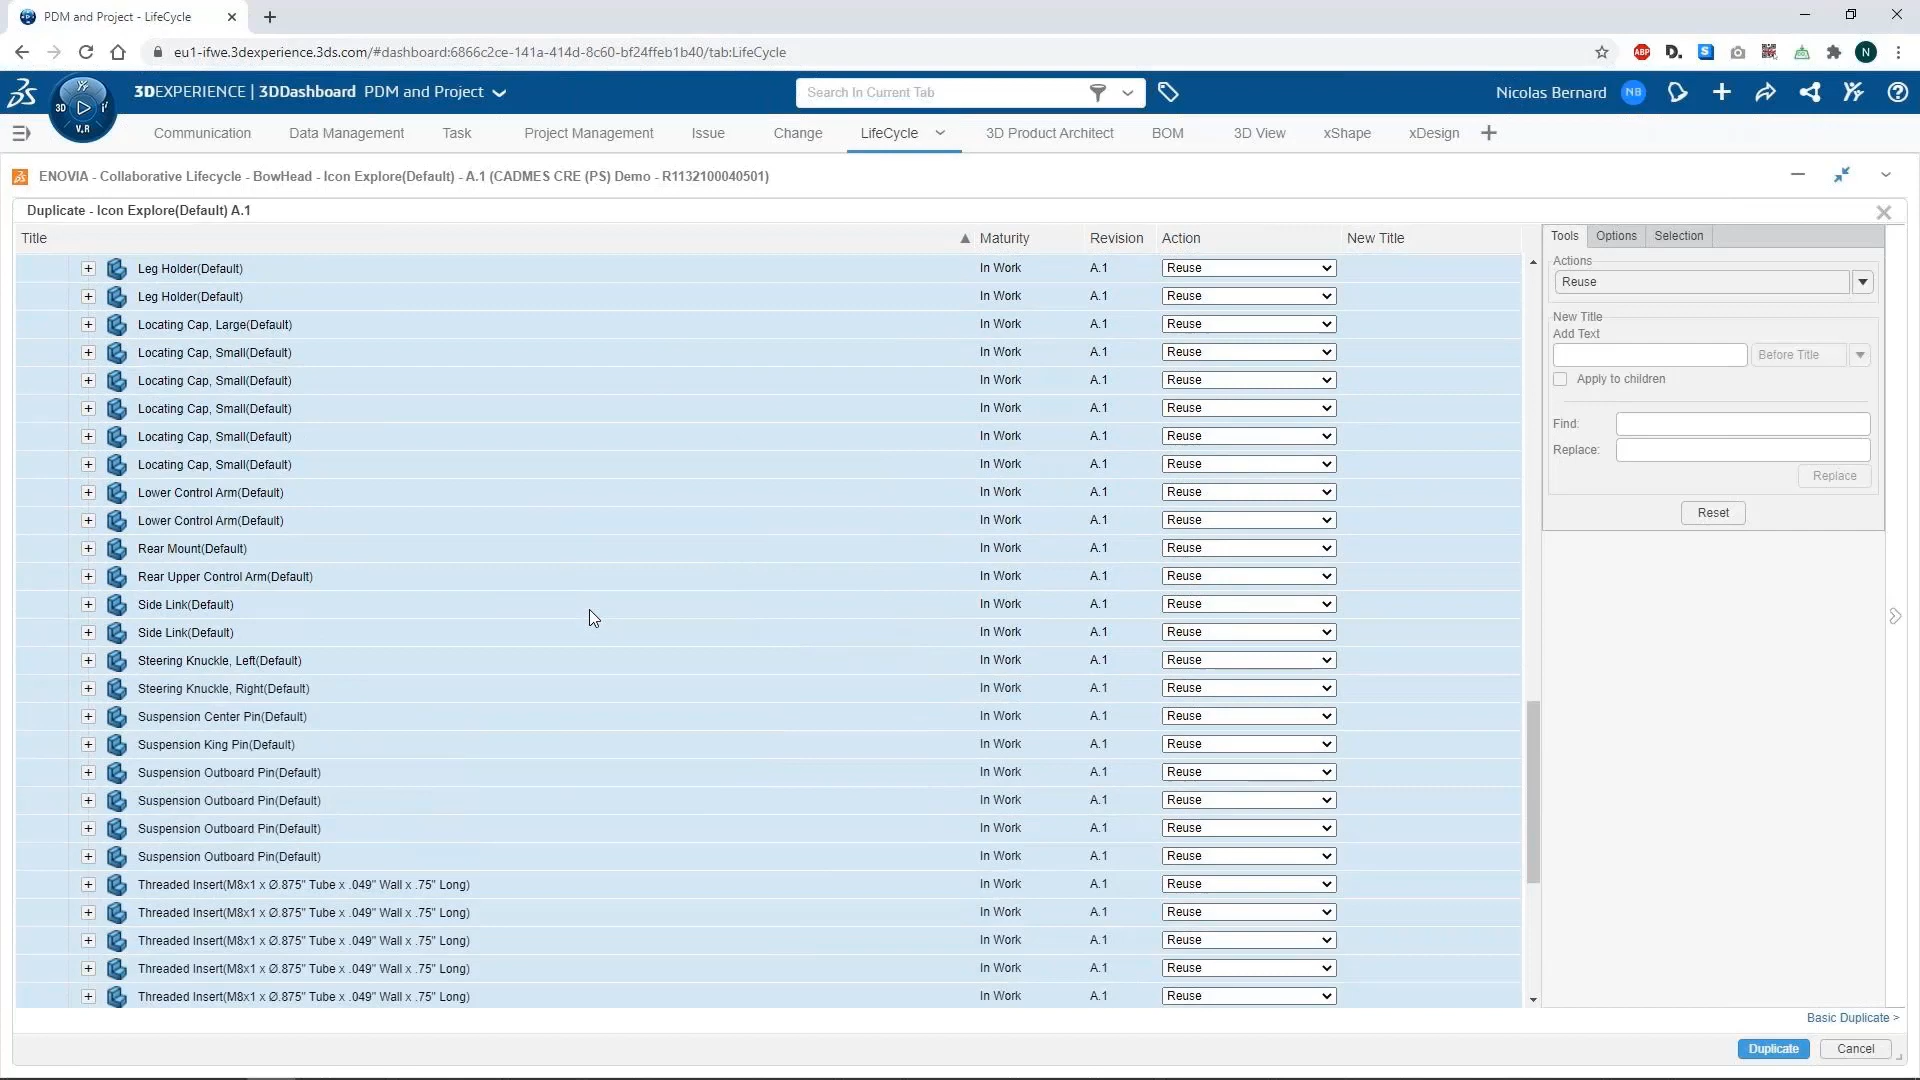 PDM and Project - LifeCycle
eu1-ifwe.3dexperience.3ds.com/#dashboard:6866c2ce-141a-414d-8c60-bf24ffeb1b40/tab:LifeCycle
ABP D. S N
3D V.R i
3DEXPERIENCE | 3DDashboard PDM and Project
Search In Current Tab
Nicolas Bernard NB
Communication Data Management Task Project Management Issue Change LifeCycle 3D Product Architect BOM 3D View xShape xDesign
ENOVIA - Collaborative Lifecycle - BowHead - Icon Explore(Default) - A.1 (CADMES CRE (PS) Demo - R1132100040501)
Duplicate - Icon Explore(Default) A.1
Title Maturity Revision Action New Title
Leg Holder(Default) In Work A.1 Reuse
Leg Holder(Default) In Work A.1 Reuse
Locating Cap, Large(Default) In Work A.1 Reuse
Locating Cap, Small(Default) In Work A.1 Reuse
Locating Cap, Small(Default) In Work A.1 Reuse
Locating Cap, Small(Default) In Work A.1 Reuse
Locating Cap, Small(Default) In Work A.1 Reuse
Locating Cap, Small(Default) In Work A.1 Reuse
Lower Control Arm(Default) In Work A.1 Reuse
Lower Control Arm(Default) In Work A.1 Reuse
Rear Mount(Default) In Work A.1 Reuse
Rear Upper Control Arm(Default) In Work A.1 Reuse
Side Link(Default) In Work A.1 Reuse
Side Link(Default) In Work A.1 Reuse
Steering Knuckle, Left(Default) In Work A.1 Reuse
Steering Knuckle, Right(Default) In Work A.1 Reuse
Suspension Center Pin(Default) In Work A.1 Reuse
Suspension King Pin(Default) In Work A.1 Reuse
Suspension Outboard Pin(Default) In Work A.1 Reuse
Suspension Outboard Pin(Default) In Work A.1 Reuse
Suspension Outboard Pin(Default) In Work A.1 Reuse
Suspension Outboard Pin(Default) In Work A.1 Reuse
Threaded Insert(M8x1 x Ø.875" Tube x .049" Wall x .75" Long) In Work A.1 Reuse
Threaded Insert(M8x1 x Ø.875" Tube x .049" Wall x .75" Long) In Work A.1 Reuse
Threaded Insert(M8x1 x Ø.875" Tube x .049" Wall x .75" Long) In Work A.1 Reuse
Threaded Insert(M8x1 x Ø.875" Tube x .049" Wall x .75" Long) In Work A.1 Reuse
Threaded Insert(M8x1 x Ø.875" Tube x .049" Wall x .75" Long) In Work A.1 Reuse
Tools Options Selection
Actions
Reuse
New Title
Add Text
Before Title
Apply to children
Find:
Replace:
Replace
Reset
Basic Duplicate >
Duplicate Cancel